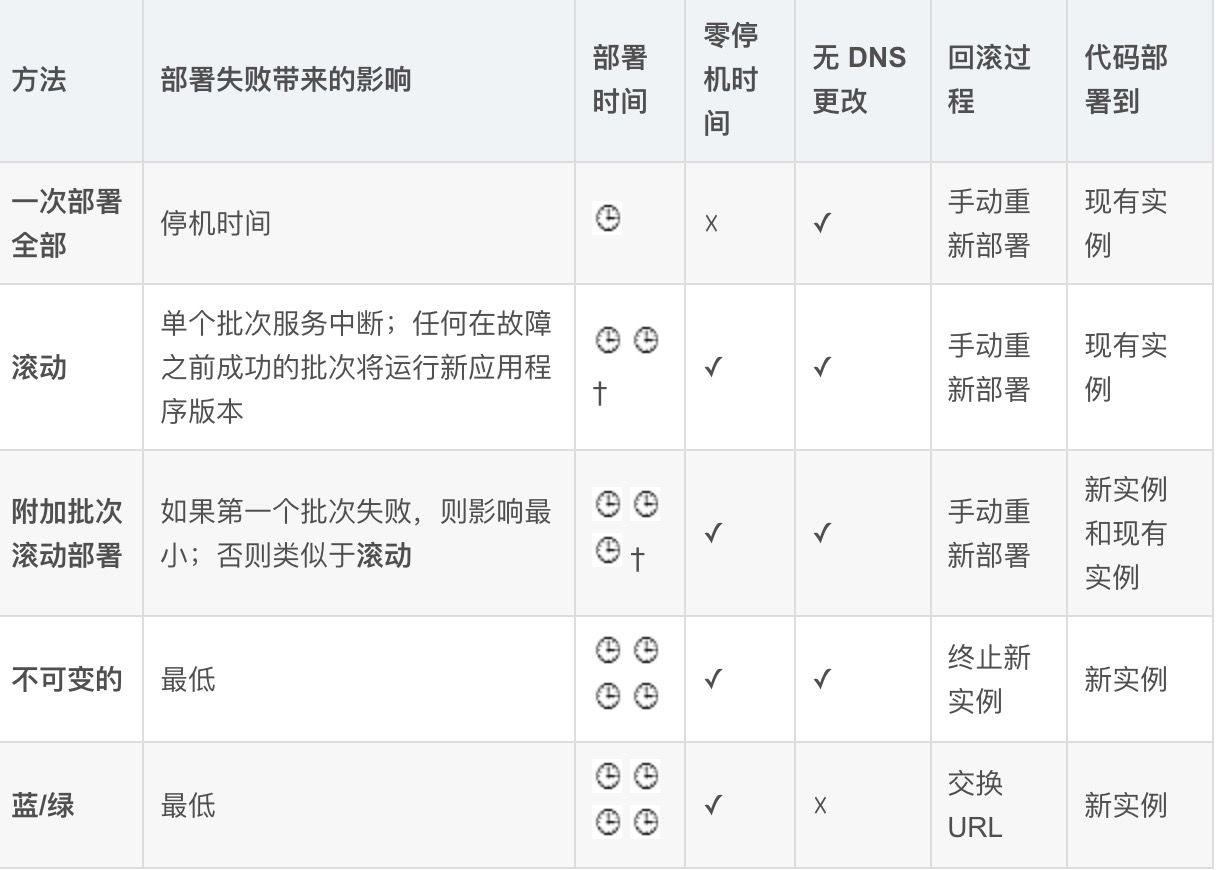 方法
部署失败带来的影响
部署
时间
零停
机时
间
无 DNS
更改
回滚过
程
代码部
署到
一次部署
全部
停机时间
☓
✓
手动重
新部署
现有实
例
滚动
单个批次服务中断；任何在故障
之前成功的批次将运行新应用程
序版本
†
✓
✓
手动重
新部署
现有实
例
附加批次
滚动部署
如果第一个批次失败，则影响最
小；否则类似于滚动
†
✓
✓
手动重
新部署
新实例
和现有
实例
不可变的
最低
✓
✓
终止新
实例
新实例
蓝/绿
最低
✓
☓
交换
URL
新实例